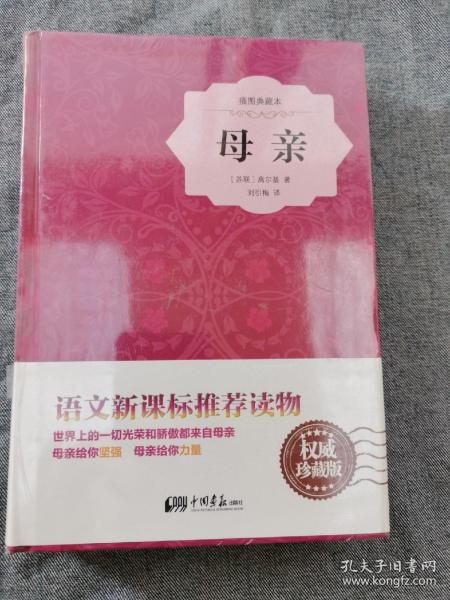 插图典藏本
母亲
［苏联］高尔基 著
刘引梅 译
语文新课标推荐读物
世界上的一切光荣和骄傲都来自母亲
母亲给你坚强 母亲给你力量
权威
珍藏版
CPPH 中国画报出版社
孔夫子旧书网
www.kongfz.com